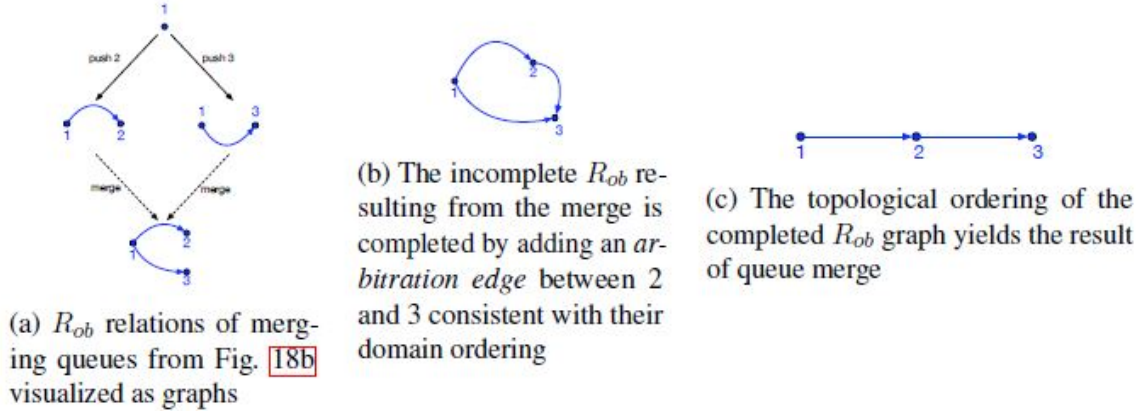 1
push 2
push 3
1
2
1
3
merge
merge
1
2
3
(a) R_ob relations of merg-
ing queues from Fig. 18b
visualized as graphs
1
2
3
(b) The incomplete R_ob re-
sulting from the merge is
completed by adding an ar-
bitration edge between 2
and 3 consistent with their
domain ordering
1
2
3
(c) The topological ordering of the
completed R_ob graph yields the result
of queue merge